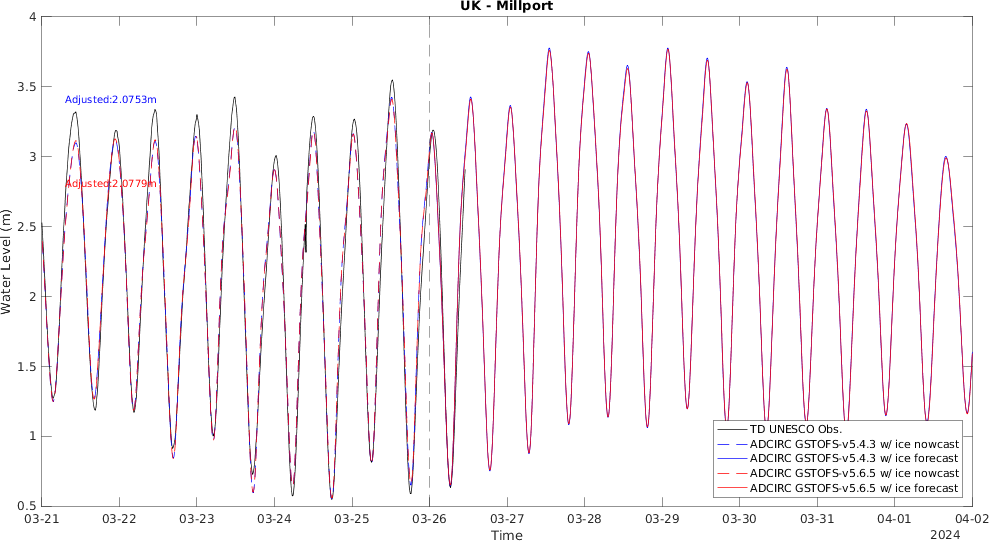 UK - Millport
4
3.5
3
2.5
2
1.5
1
0.5
Water Level (m)
Adjusted:2.0753m
Adjusted:2.0779m
TD UNESCO Obs.
ADCIRC GSTOFS-v5.4.3 w/ ice nowcast
ADCIRC GSTOFS-v5.4.3 w/ ice forecast
ADCIRC GSTOFS-v5.6.5 w/ ice nowcast
ADCIRC GSTOFS-v5.6.5 w/ ice forecast
03-21 03-22 03-23 03-24 03-25 03-26 03-27 03-28 03-29 03-30 03-31 04-01 04-02
Time
2024